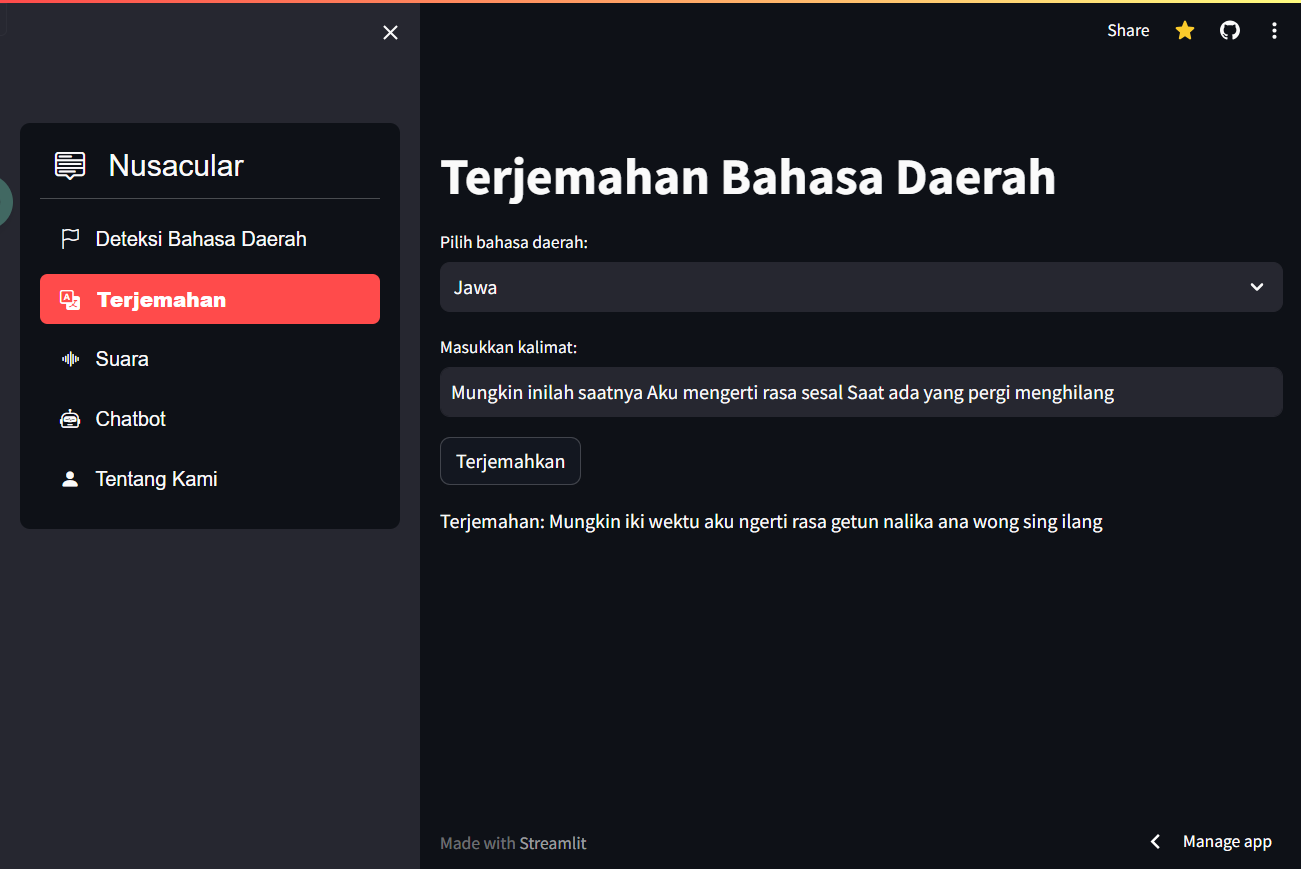 Share
Nusacular
Deteksi Bahasa Daerah
Terjemahan
Suara
Chatbot
Tentang Kami
Terjemahan Bahasa Daerah
Pilih bahasa daerah:
Jawa
Masukkan kalimat:
Mungkin inilah saatnya Aku mengerti rasa sesal Saat ada yang pergi menghilang
Terjemahkan
Terjemahan: Mungkin iki wektu aku ngerti rasa getun nalika ana wong sing ilang
Made with Streamlit
Manage app